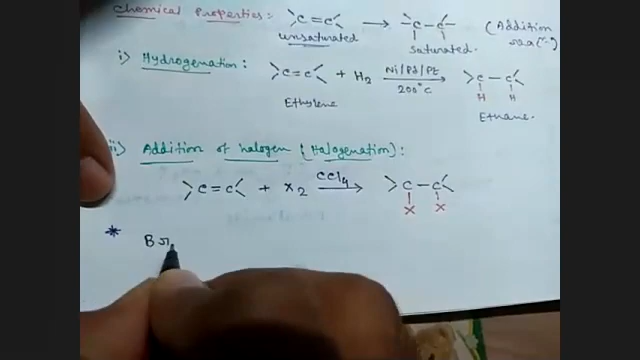 Chemical Properties: >C=C< → -C-C- (Addition
unsaturated saturated.
i) Hydrogenation: >C=C< + H2 Ni/Pd/Pt 200°C → >C-C<
H H
Ethylene Ethane.
ii) Addition of halogen (Halogenation):
>C=C< + X2 CCl4 → >C-C<
X X
* Br